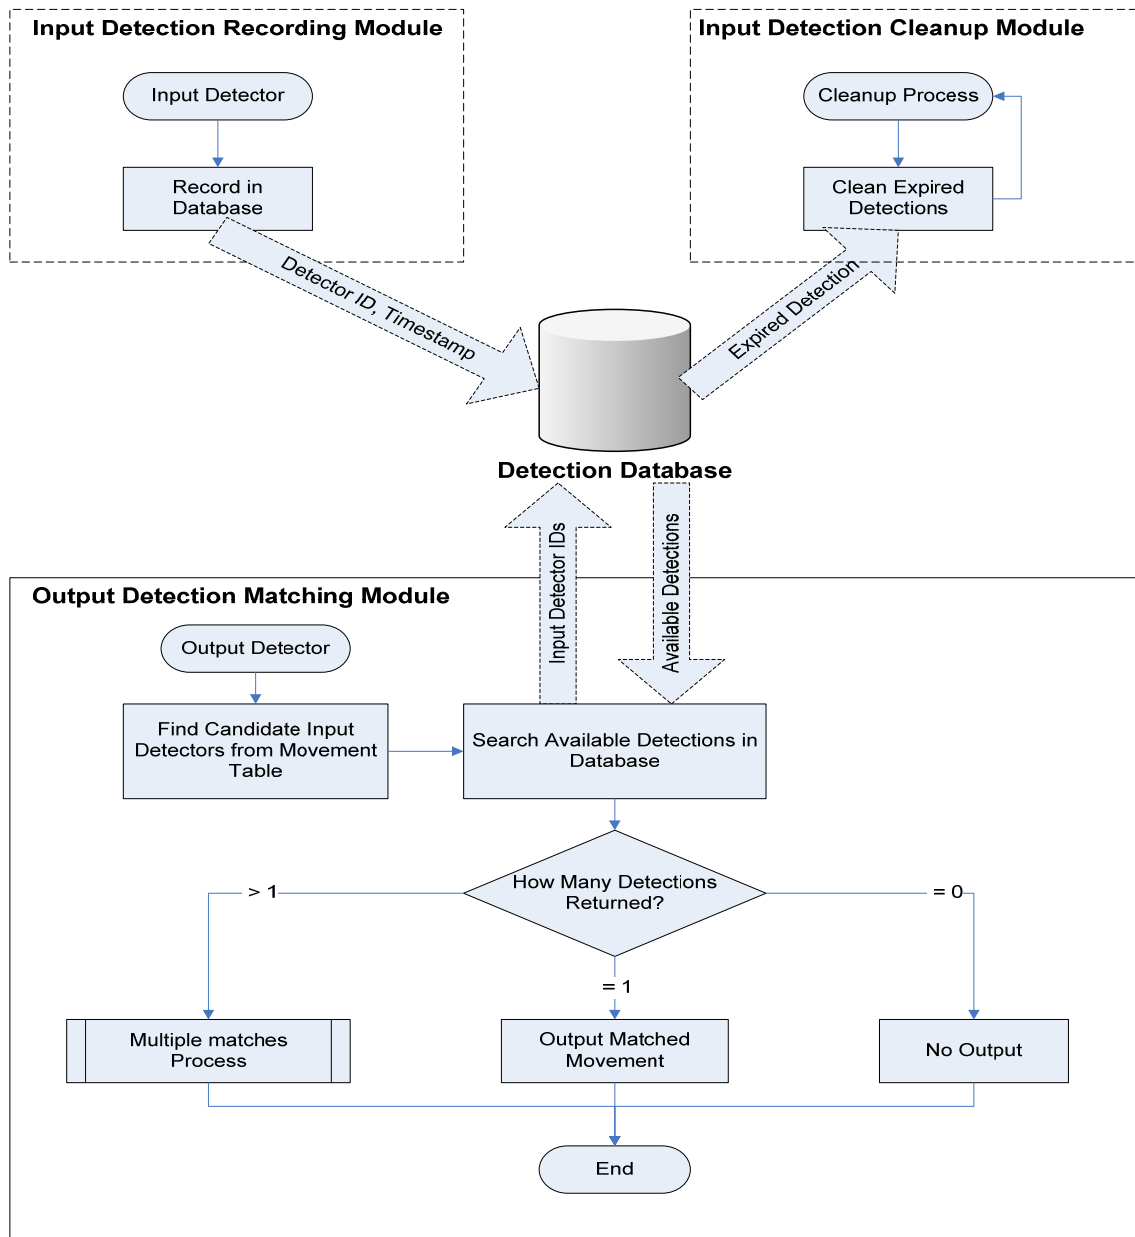 Input Detection Recording Module
Input Detector
Record in
Database
Input Detection Cleanup Module
Cleanup Process
Clean Expired
Detections
Detector ID, Timestamp
Expired Detection
Detection Database
Input Detector IDs
Available Detections
Output Detection Matching Module
Output Detector
Find Candidate Input
Detectors from Movement
Table
Search Available Detections in
Database
How Many Detections
Returned?
> 1
= 1
= 0
Multiple matches
Process
Output Matched
Movement
No Output
End